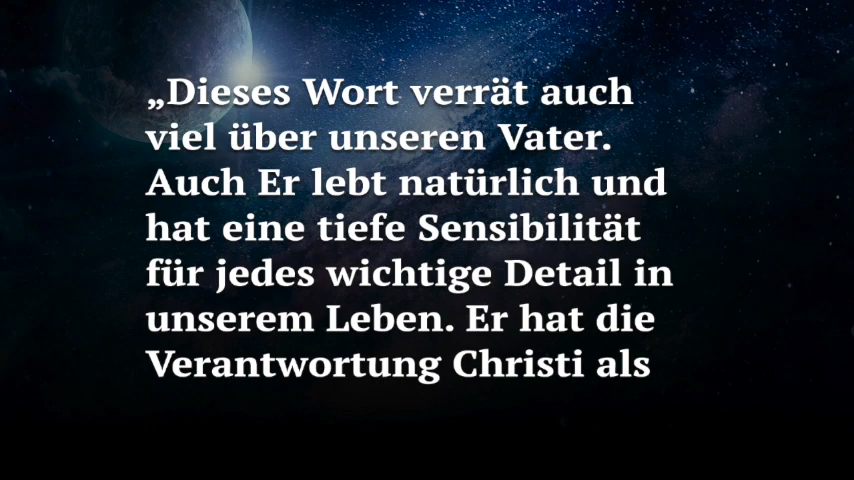 „Dieses Wort verrät auch
viel über unseren Vater.
Auch Er lebt natürlich und
hat eine tiefe Sensibilität
für jedes wichtige Detail in
unserem Leben. Er hat die
Verantwortung Christi als